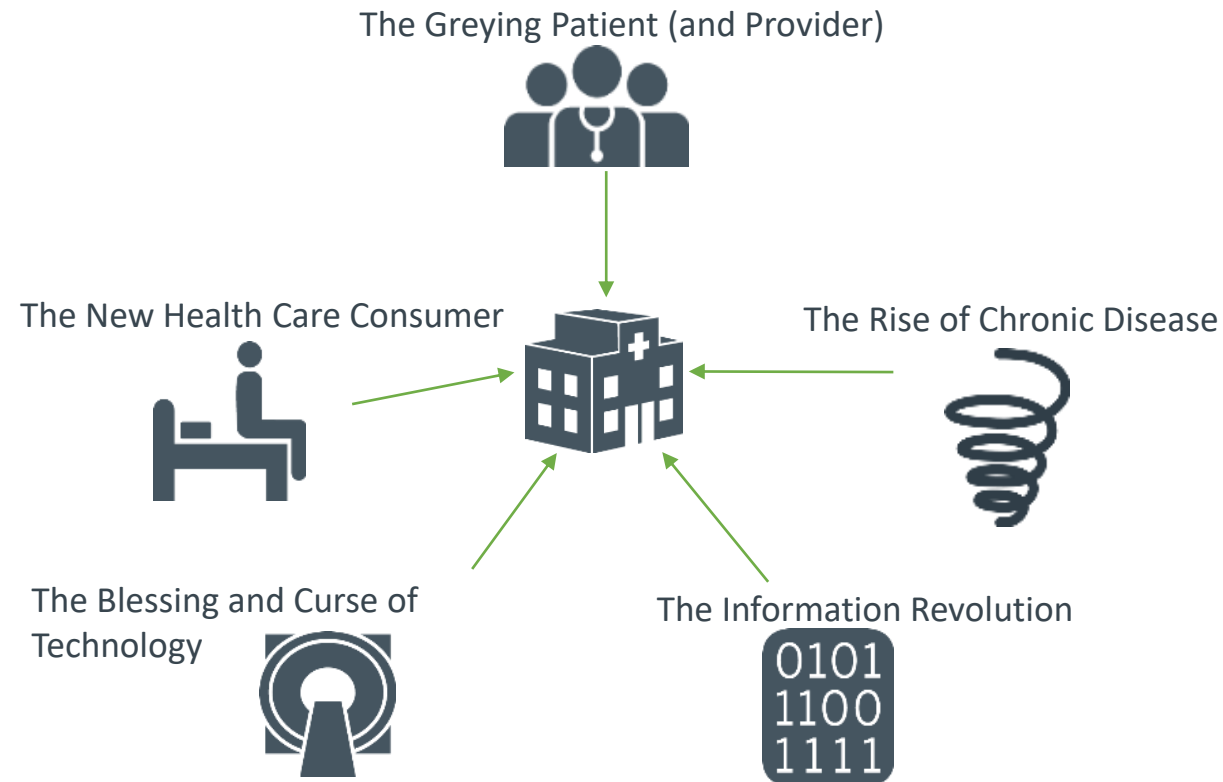 The Greying Patient (and Provider)
The New Health Care Consumer
The Rise of Chronic Disease
The Blessing and Curse of
Technology
The Information Revolution
0101
1100
1111